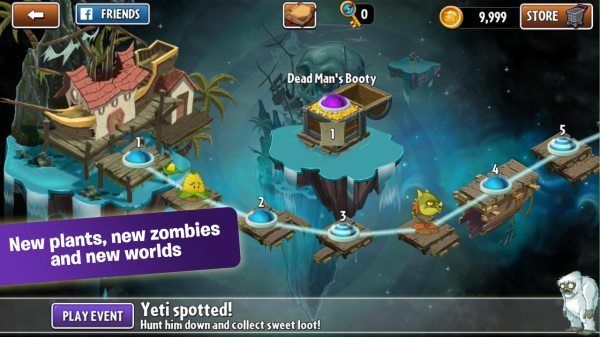 FRIENDS
0
9,999
STORE
Dead Man's Booty
1
1
2
3
4
5
New plants, new zombies
and new worlds
PLAY EVENT
Yeti spotted!
Hunt him down and collect sweet loot!